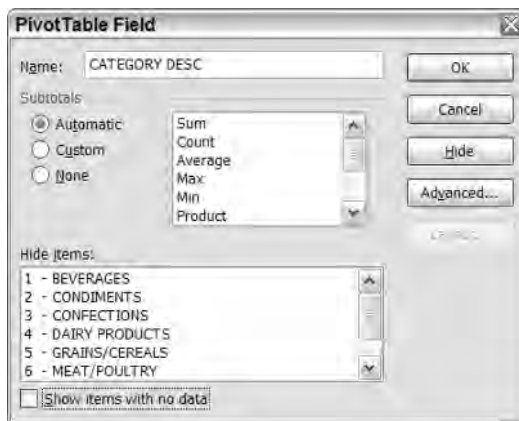 PivotTable Field
Name: CATEGORY DESC
OK
Subtotals
Cancel
Automatic
Custom
None
Sum
Count
Average
Max
Min
Product
Hide
Advanced...
Hide items:
1 - BEVERAGES
2 - CONDIMENTS
3 - CONFECTIONS
4 - DAIRY PRODUCTS
5 - GRAINS/CEREALS
6 - MEAT/POULTRY
Show items with no data